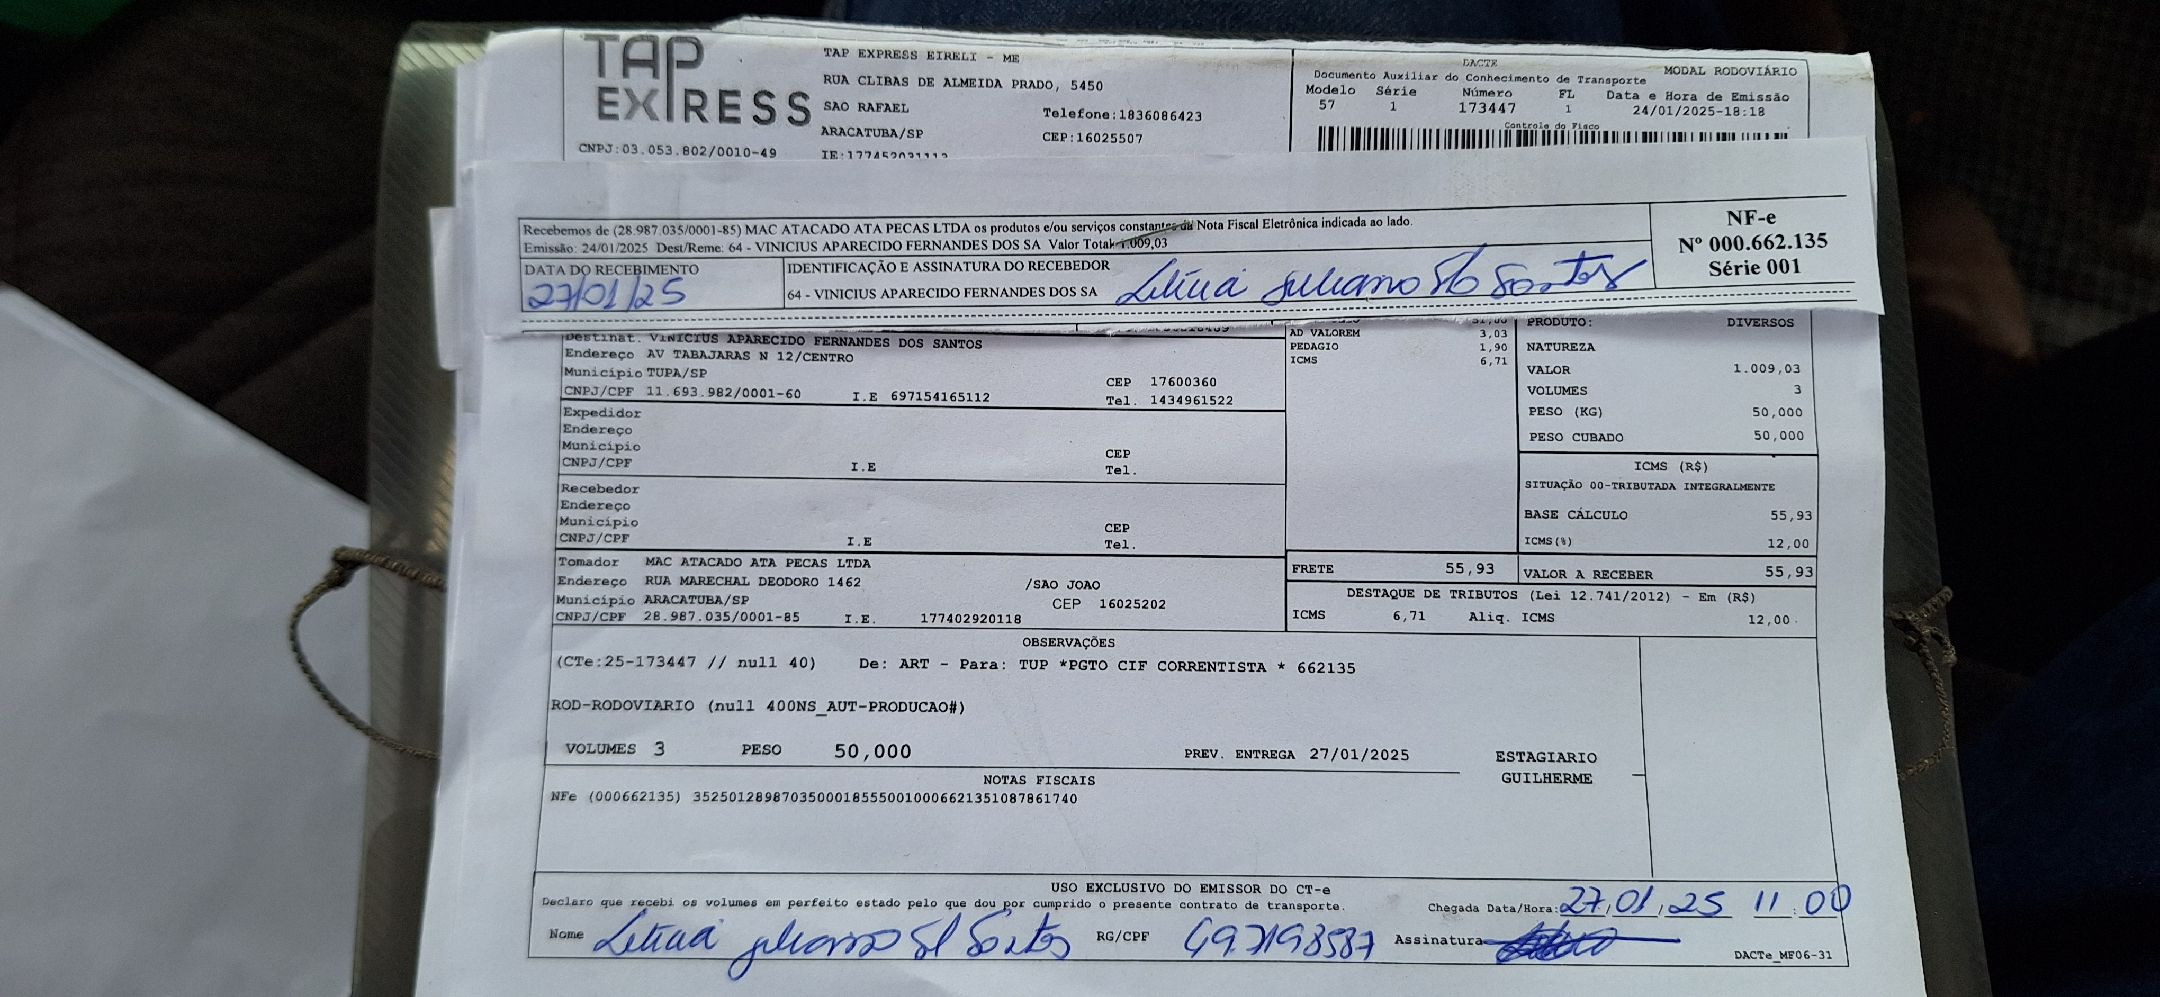 TAP EXPRESS
TAP EXPRESS EIRELI - ME
RUA CLIBAS DE ALMEIDA PRADO, 5450
SAO RAFAEL Telefone:1836086423
ARACATUBA/SP CEP:16025507
CNPJ:03.053.802/0010-49
DACTE
Documento Auxiliar do Conhecimento de Transporte MODAL RODOVIÁRIO
Modelo Série Número FL Data e Hora de Emissão
57 1 173447 1 24/01/2025-18:18
Controle do Fisco
Recebemos de (28.987.035/0001-85) MAC ATACADO ATA PECAS LTDA os produtos e/ou serviços constantes da Nota Fiscal Eletrônica indicada ao lado.
Emissão: 24/01/2025 Dest/Reme: 64 - VINICIUS APARECIDO FERNANDES DOS SA Valor Total: 1.009,03
DATA DO RECEBIMENTO
27/01/25
IDENTIFICAÇÃO E ASSINATURA DO RECEBEDOR
64 - VINICIUS APARECIDO FERNANDES DOS SA
NF-e
Nº 000.662.135
Série 001
Destinat. VINICIUS APARECIDO FERNANDES DOS SANTOS
Endereço AV TABAJARAS N 12/CENTRO
Município TUPA/SP CEP 17600360
CNPJ/CPF 11.693.982/0001-60 I.E 697154165112 Tel. 1434961522
Expedidor
Endereço
Município CEP
CNPJ/CPF I.E Tel.
Recebedor
Endereço
Município CEP
CNPJ/CPF I.E Tel.
Tomador MAC ATACADO ATA PECAS LTDA
Endereço RUA MARECHAL DEODORO 1462 /SAO JOAO
Município ARACATUBA/SP CEP 16025202
CNPJ/CPF 28.987.035/0001-85 I.E. 177402920118
AD VALOREM 3,03
PEDAGIO 1,90
ICMS 6,71
PRODUTO: DIVERSOS
NATUREZA
VALOR 1.009,03
VOLUMES 3
PESO (KG) 50,000
PESO CUBADO 50,000
ICMS (R$)
SITUAÇÃO 00-TRIBUTADA INTEGRALMENTE
BASE CÁLCULO 55,93
ICMS(%) 12,00
FRETE 55,93 VALOR A RECEBER 55,93
DESTAQUE DE TRIBUTOS (Lei 12.741/2012) - Em (R$)
ICMS 6,71 Aliq. ICMS 12,00
OBSERVAÇÕES
(CTe:25-173447 // null 40) De: ART - Para: TUP *PGTO CIF CORRENTISTA * 662135
ROD-RODOVIARIO (null 400NS_AUT-PRODUCAO#)
VOLUMES 3 PESO 50,000 PREV. ENTREGA 27/01/2025
ESTAGIARIO
GUILHERME
NOTAS FISCAIS
NFe (000662135) 35250128987035000185550010006621351087861740
USO EXCLUSIVO DO EMISSOR DO CT-e
Declaro que recebi os volumes em perfeito estado pelo que dou por cumprido o presente contrato de transporte. Chegada Data/Hora: 27/01/25 11:00
Nome RG/CPF Assinatura
DACTe_MF06-31